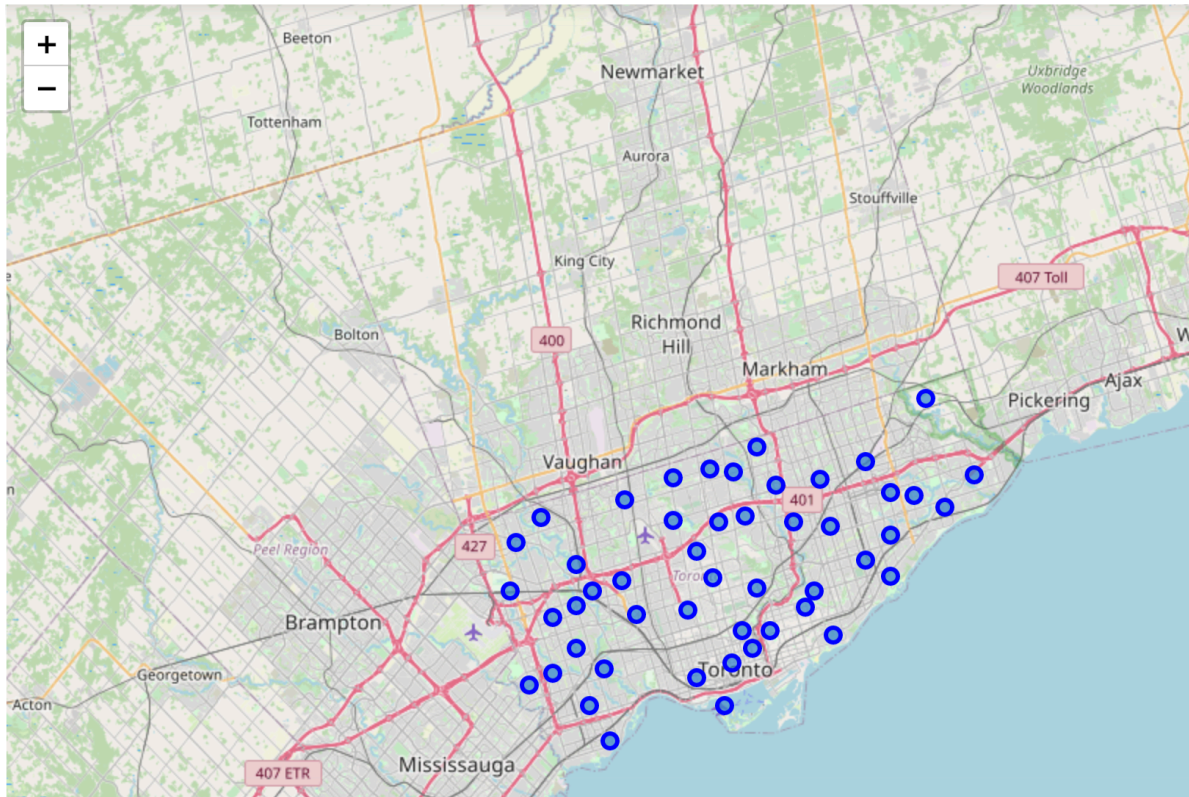 +
−
Beeton
Newmarket
Uxbridge
Woodlands
Tottenham
Aurora
Stouffville
King City
407 Toll
Richmond
Hill
Bolton
400
Markham
Ajax
Pickering
Vaughan
401
427
Peel Region
Brampton
Toronto
Georgetown
Acton
Mississauga
407 ETR